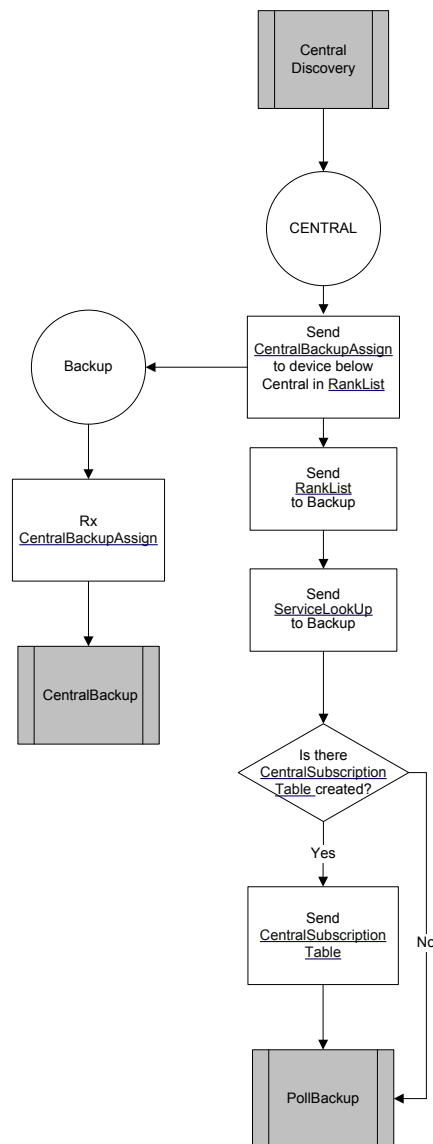 Central
Discovery
CENTRAL
Send
CentralBackupAssign
to device below
Central in RankList
Backup
Send
RankList
to Backup
Rx
CentralBackupAssign
Send
ServiceLookUp
to Backup
CentralBackup
Is there
CentralSubscription
Table created?
Yes
Send
CentralSubscription
Table
No
PollBackup